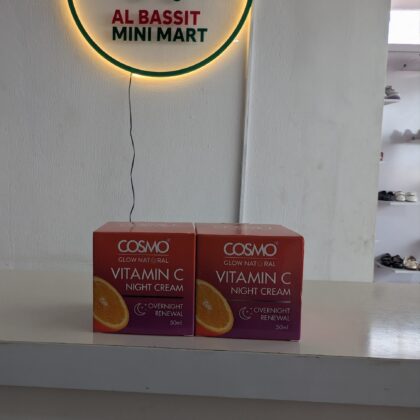 AL BASSIT
MINI MART
COSMO
GLOW NATURAL
VITAMIN C
NIGHT CREAM
OVERNIGHT
RENEWAL
50ml
COSMO
GLOW NATURAL
VITAMIN C
NIGHT CREAM
OVERNIGHT
RENEWAL
50ml